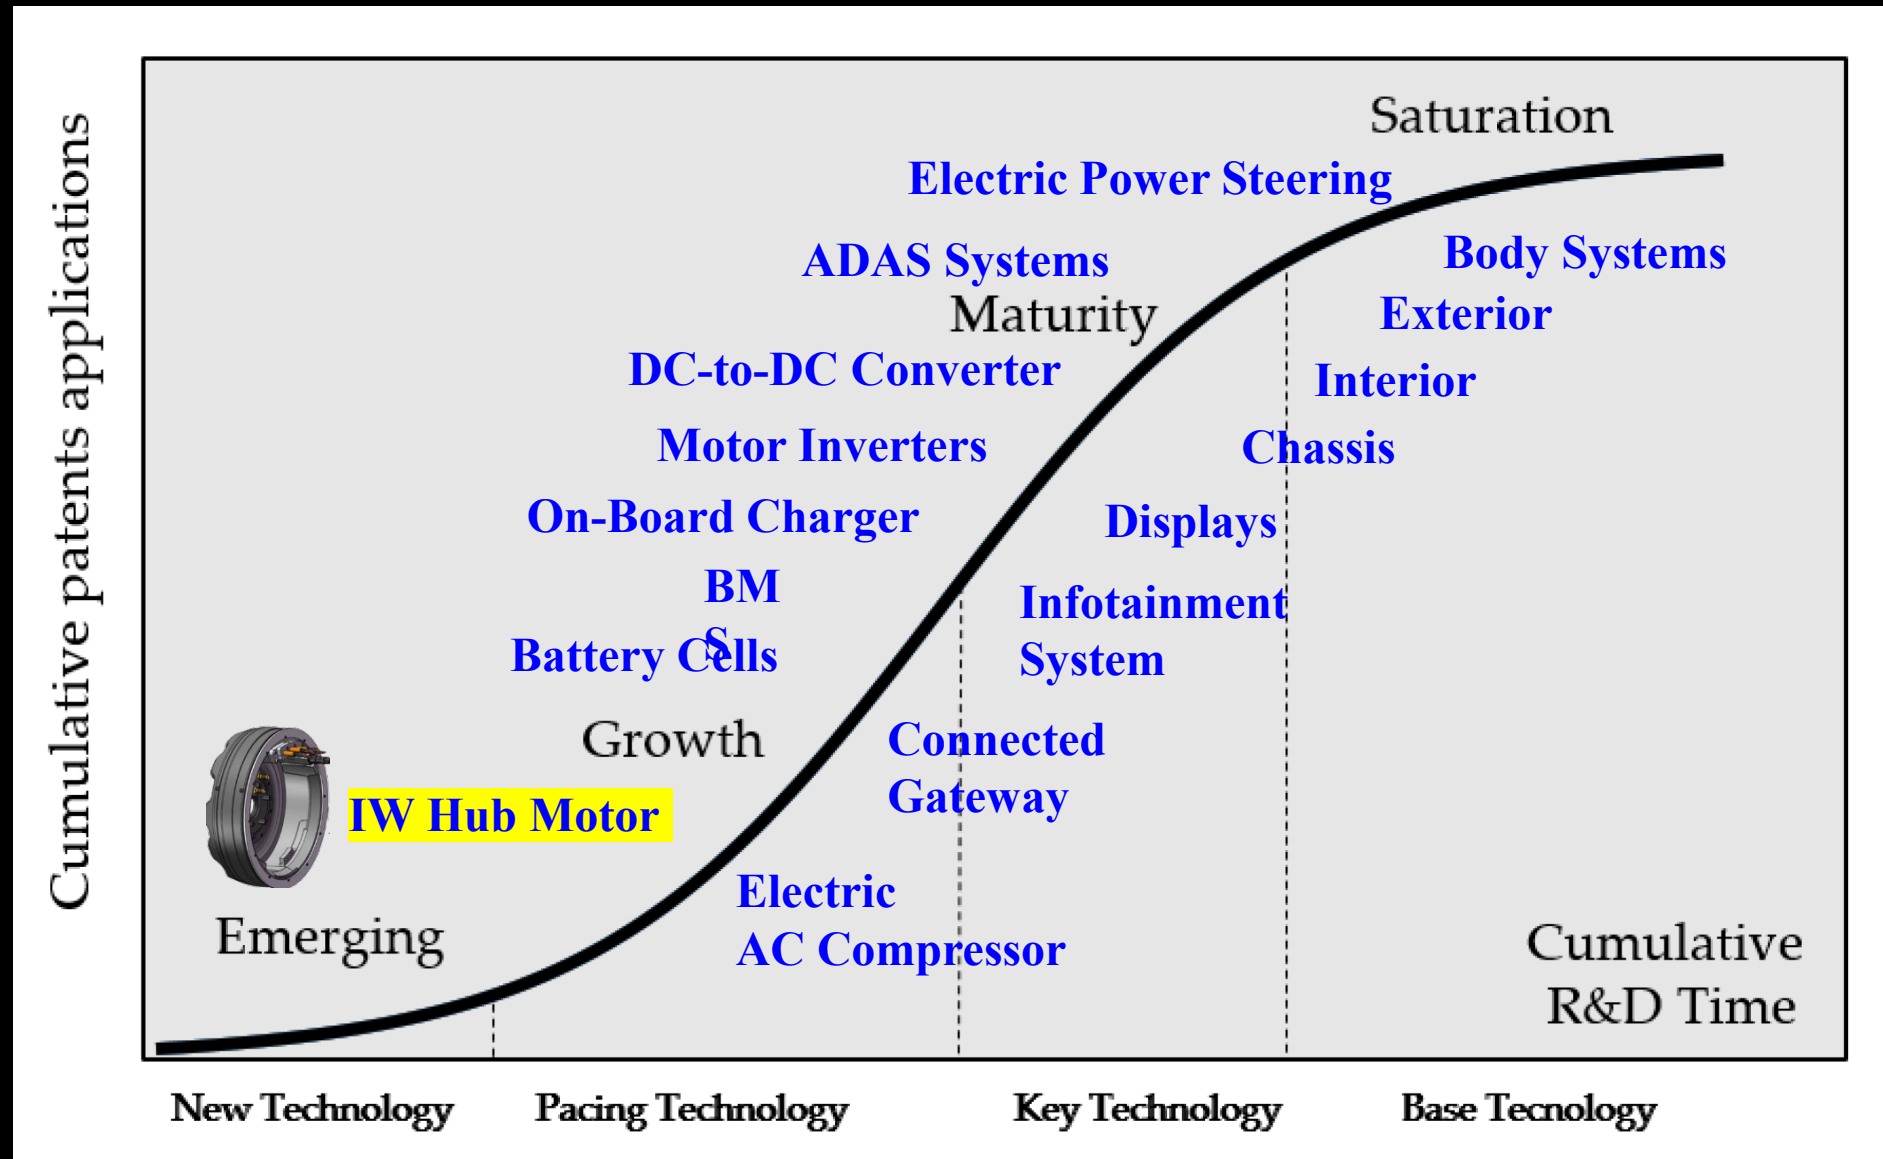 Cumulative patents applications
Saturation
Electric Power Steering
ADAS Systems
Body Systems
Maturity
Exterior
DC-to-DC Converter
Interior
Motor Inverters
Chassis
On-Board Charger
Displays
BM
S
Battery Cells
Infotainment
System
Growth
Connected
Gateway
IW Hub Motor
Electric
AC Compressor
Emerging
Cumulative
R&D Time
New Technology
Pacing Technology
Key Technology
Base Tecnology